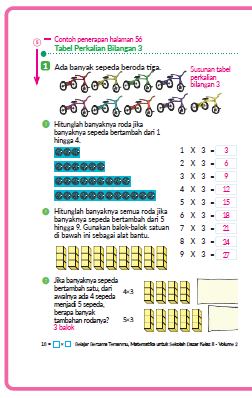 5 Contoh penerapan halaman 56
Tabel Perkalian Bilangan 3
1 Ada banyak sepeda beroda tiga.
Susunan tabel
perkalian
bilangan 3
1 Hitunglah banyaknya roda jika
banyaknya sepeda bertambah dari 1
hingga 4.
1 X 3 = 3
2 X 3 = 6
3 X 3 = 9
4 X 3 = 12
5 X 3 = 15
6 X 3 = 18
7 X 3 = 21
8 X 3 = 24
9 X 3 = 27
2 Hitunglah banyaknya semua roda jika
banyaknya sepeda bertambah dari 5
hingga 9. Gunakan balok-balok satuan
di bawah ini sebagai alat bantu.
3 Jika banyaknya sepeda
bertambah satu, dari
awalnya ada 4 sepeda
menjadi 5 sepeda,
berapa banyak
tambahan rodanya?
3 balok
4×3
5×3
16 = □ × □ Belajar Bersama Temanmu, Matematika untuk Sekolah Dasar Kelas II - Volume 2